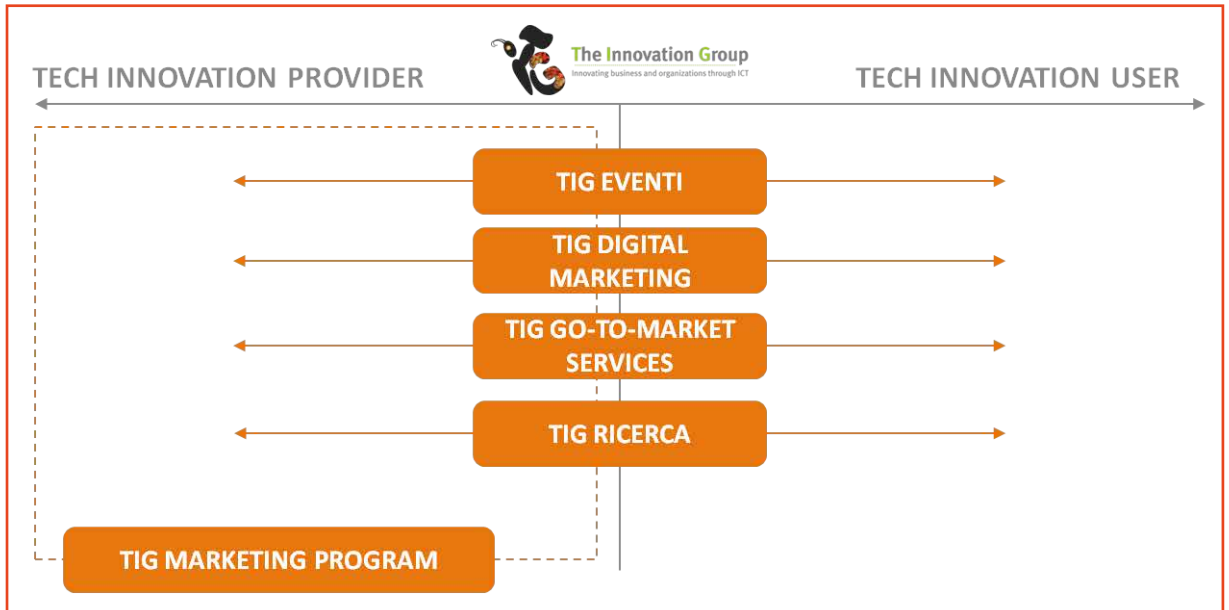 The Innovation Group
Innovating business and organizations through ICT
TECH INNOVATION PROVIDER
TECH INNOVATION USER
TIG EVENTI
TIG DIGITAL
MARKETING
TIG GO-TO-MARKET
SERVICES
TIG RICERCA
TIG MARKETING PROGRAM